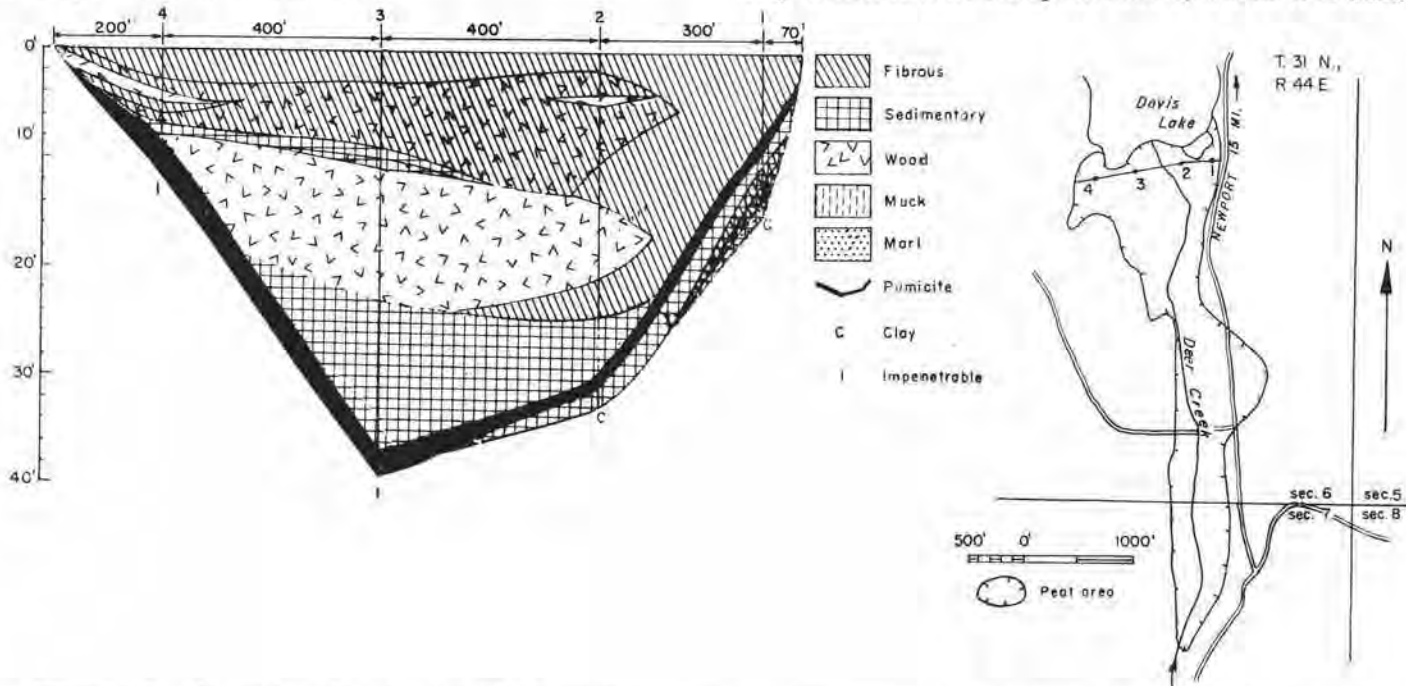 4 3 2 1
200' 400' 400' 300' 70'
0'
10'
20'
30'
40'
I
I
C
C
Fibrous
Sedimentary
Wood
Muck
Marl
Pumicite
C Clay
I Impenetrable
T. 31 N.,
R 44 E
Davis
Lake
NEWPORT 15 MI.
4 3 2 1
N
Deer Creek
sec. 6 sec. 5
sec. 7 sec. 8
500' 0' 1000'
Peat area